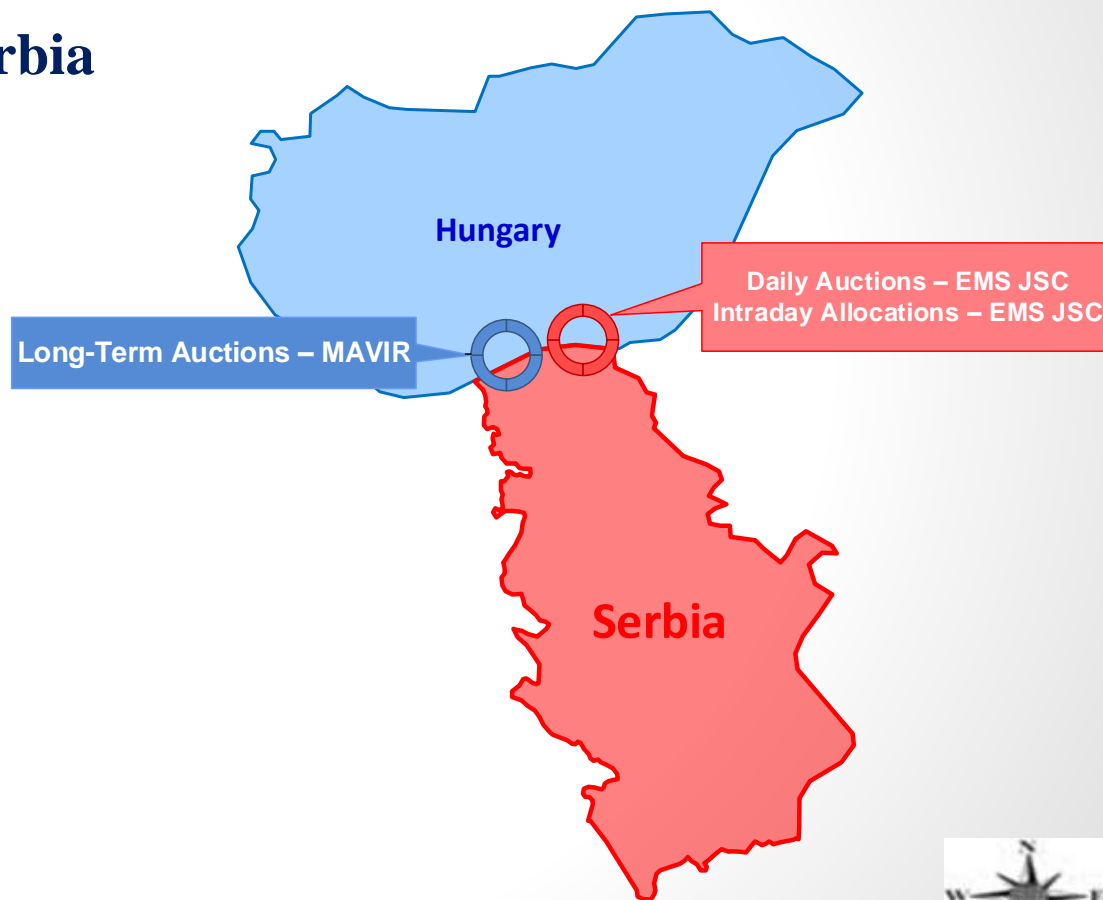 rbia
Hungary
Daily Auctions – EMS JSC
Intraday Allocations – EMS JSC
Long-Term Auctions – MAVIR
Serbia
N
W
E